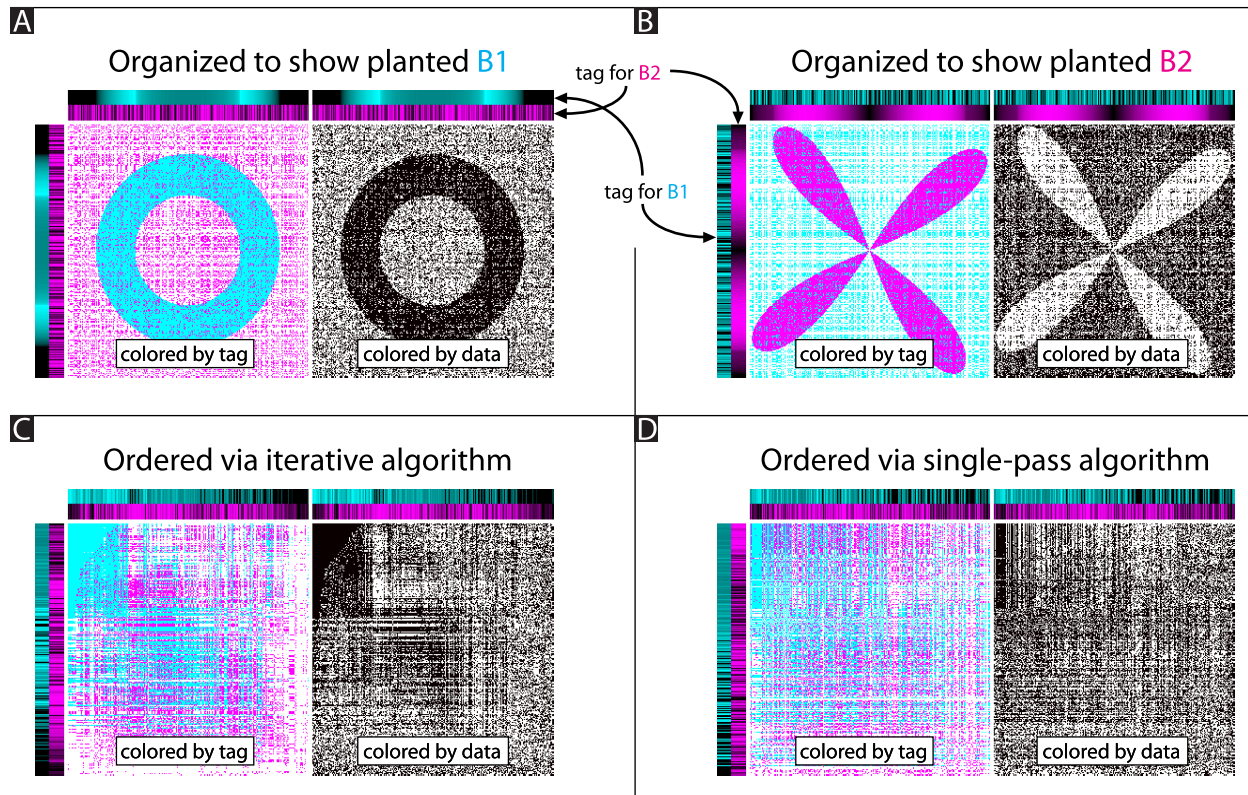 A
Organized to show planted B1
colored by tag
colored by data
tag for B2
tag for B1
B
Organized to show planted B2
colored by tag
colored by data
C
Ordered via iterative algorithm
colored by tag
colored by data
D
Ordered via single-pass algorithm
colored by tag
colored by data